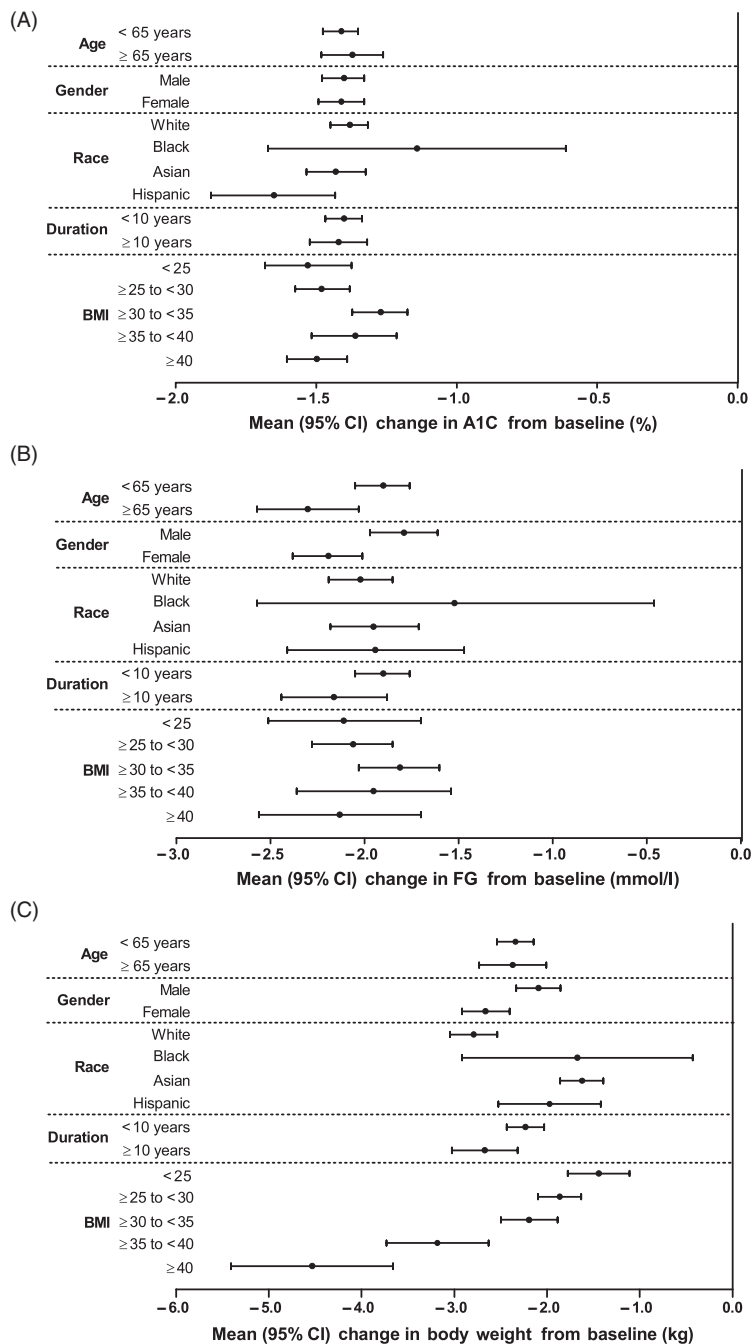 (A)
Age
< 65 years
≥ 65 years
Gender
Male
Female
Race
White
Black
Asian
Hispanic
Duration
< 10 years
≥ 10 years
BMI
< 25
≥ 25 to < 30
≥ 30 to < 35
≥ 35 to < 40
≥ 40
−2.0 −1.5 −1.0 −0.5 0.0
Mean (95% CI) change in A1C from baseline (%)
(B)
Age
< 65 years
≥ 65 years
Gender
Male
Female
Race
White
Black
Asian
Hispanic
Duration
< 10 years
≥ 10 years
BMI
< 25
≥ 25 to < 30
≥ 30 to < 35
≥ 35 to < 40
≥ 40
−3.0 −2.5 −2.0 −1.5 −1.0 −0.5 0.0
Mean (95% CI) change in FG from baseline (mmol/l)
(C)
Age
< 65 years
≥ 65 years
Gender
Male
Female
Race
White
Black
Asian
Hispanic
Duration
< 10 years
≥ 10 years
BMI
< 25
≥ 25 to < 30
≥ 30 to < 35
≥ 35 to < 40
≥ 40
−6.0 −5.0 −4.0 −3.0 −2.0 −1.0 0.0
Mean (95% CI) change in body weight from baseline (kg)